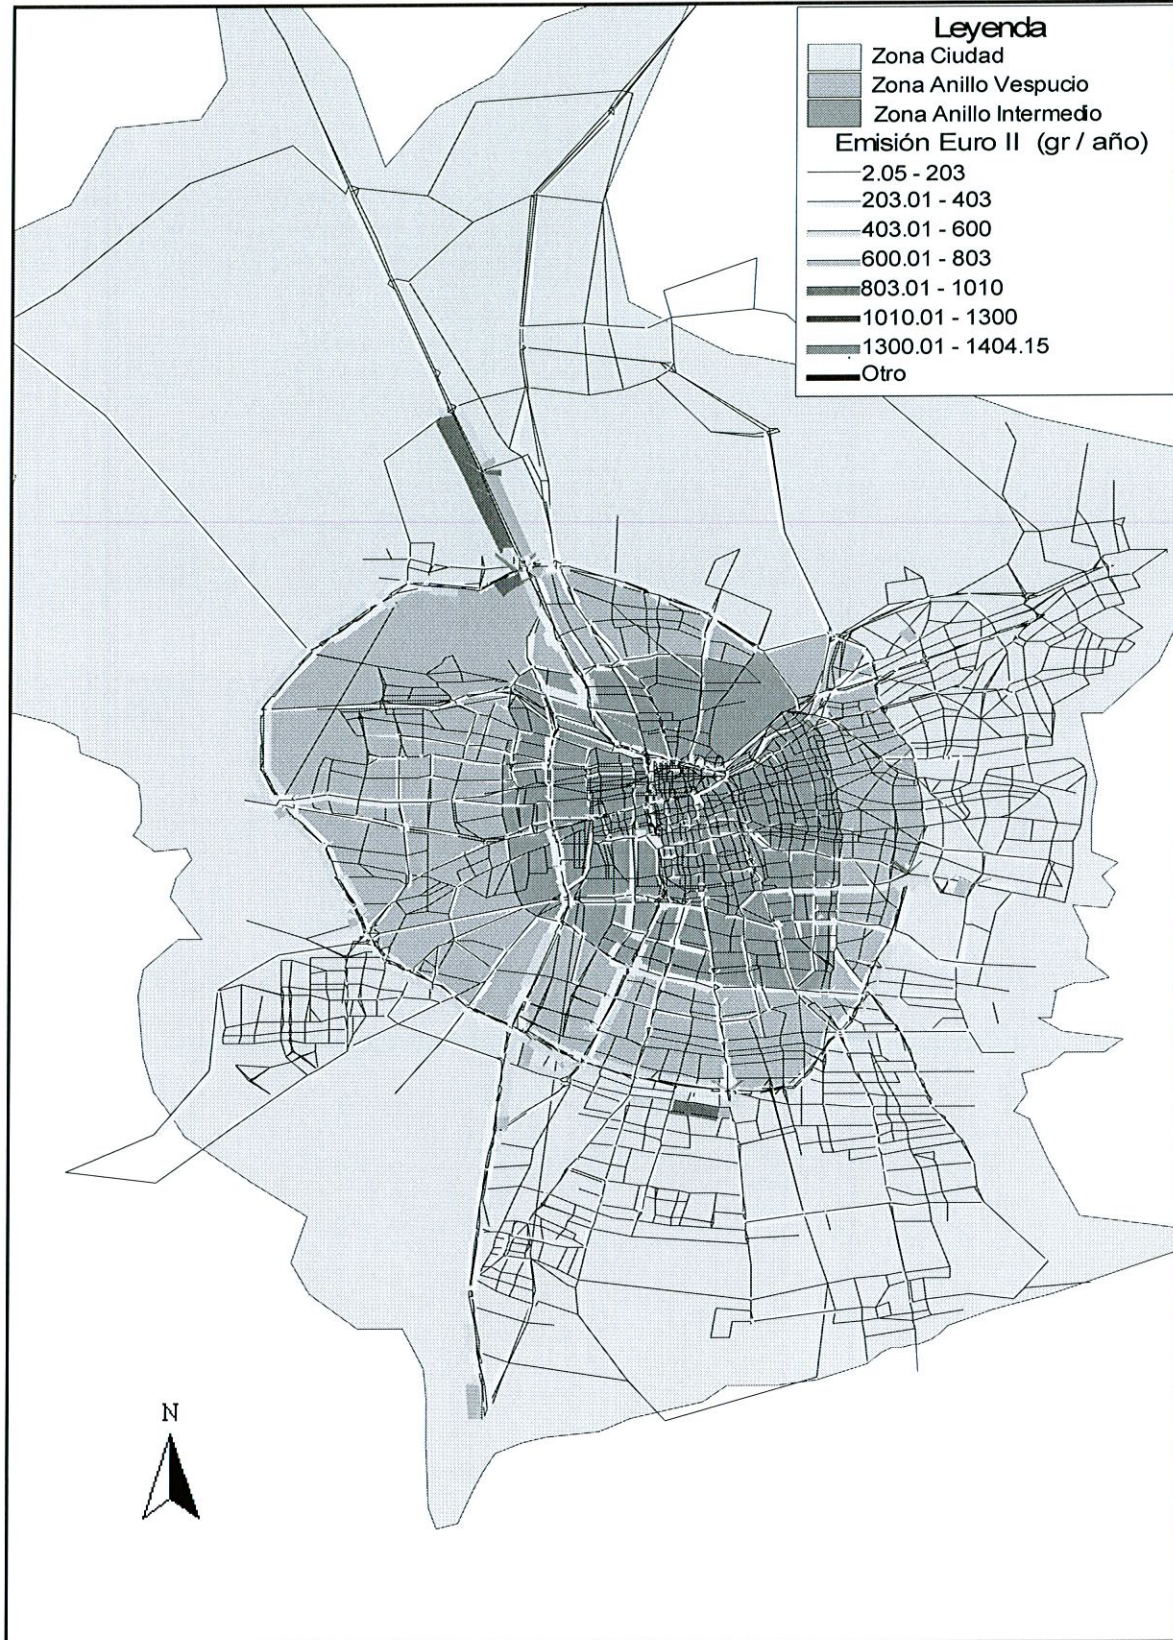 Leyenda
Zona Ciudad
Zona Anillo Vespucio
Zona Anillo Intermedio
Emisión Euro II (gr / año)
2.05 - 203
203.01 - 403
403.01 - 600
600.01 - 803
803.01 - 1010
1010.01 - 1300
1300.01 - 1404.15
Otro
N